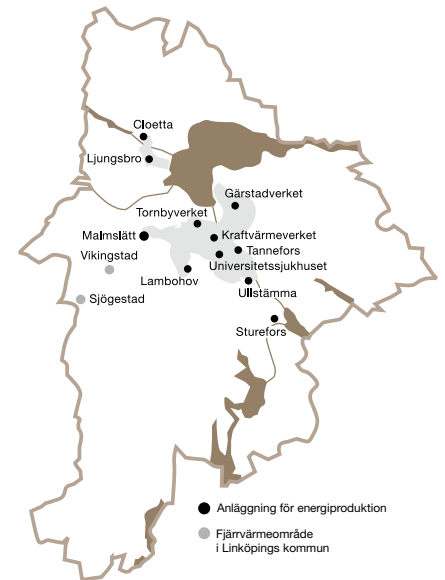 Cloetta
Ljungsbro
Gärstadverket
Tornbyverket
Malmslätt
Kraftvärmeverket
Vikingstad
Tannefors
Universitetssjukhuset
Lambohov
Sjögestad
Ullstämma
Sturefors
Anläggning för energiproduktion
Fjärrvärmeområde
i Linköpings kommun